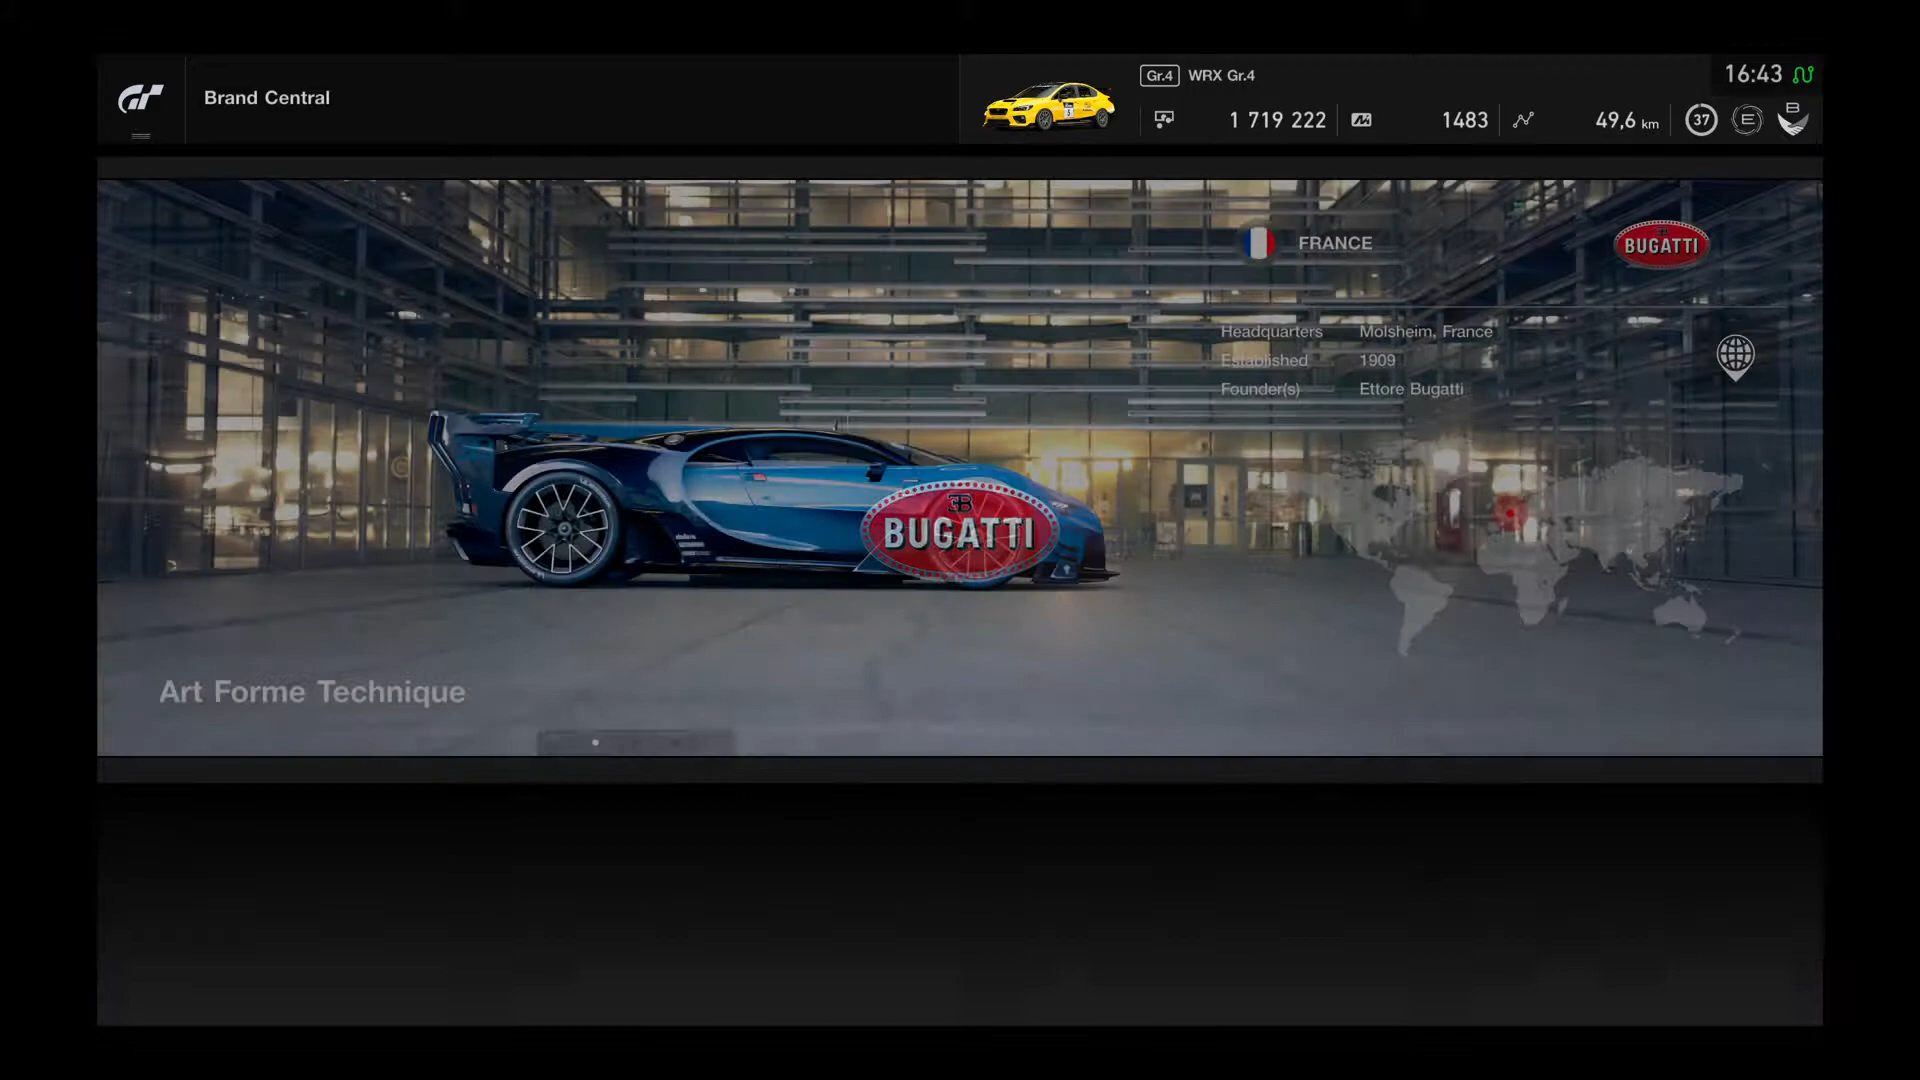 Brand Central
Gr.4 WRX Gr.4
16:43
1 719 222
1483
49,6 km
37
E
B
FRANCE
BUGATTI
Headquarters Molsheim, France
Established 1909
Founder(s) Ettore Bugatti
EB
BUGATTI
Art Forme Technique